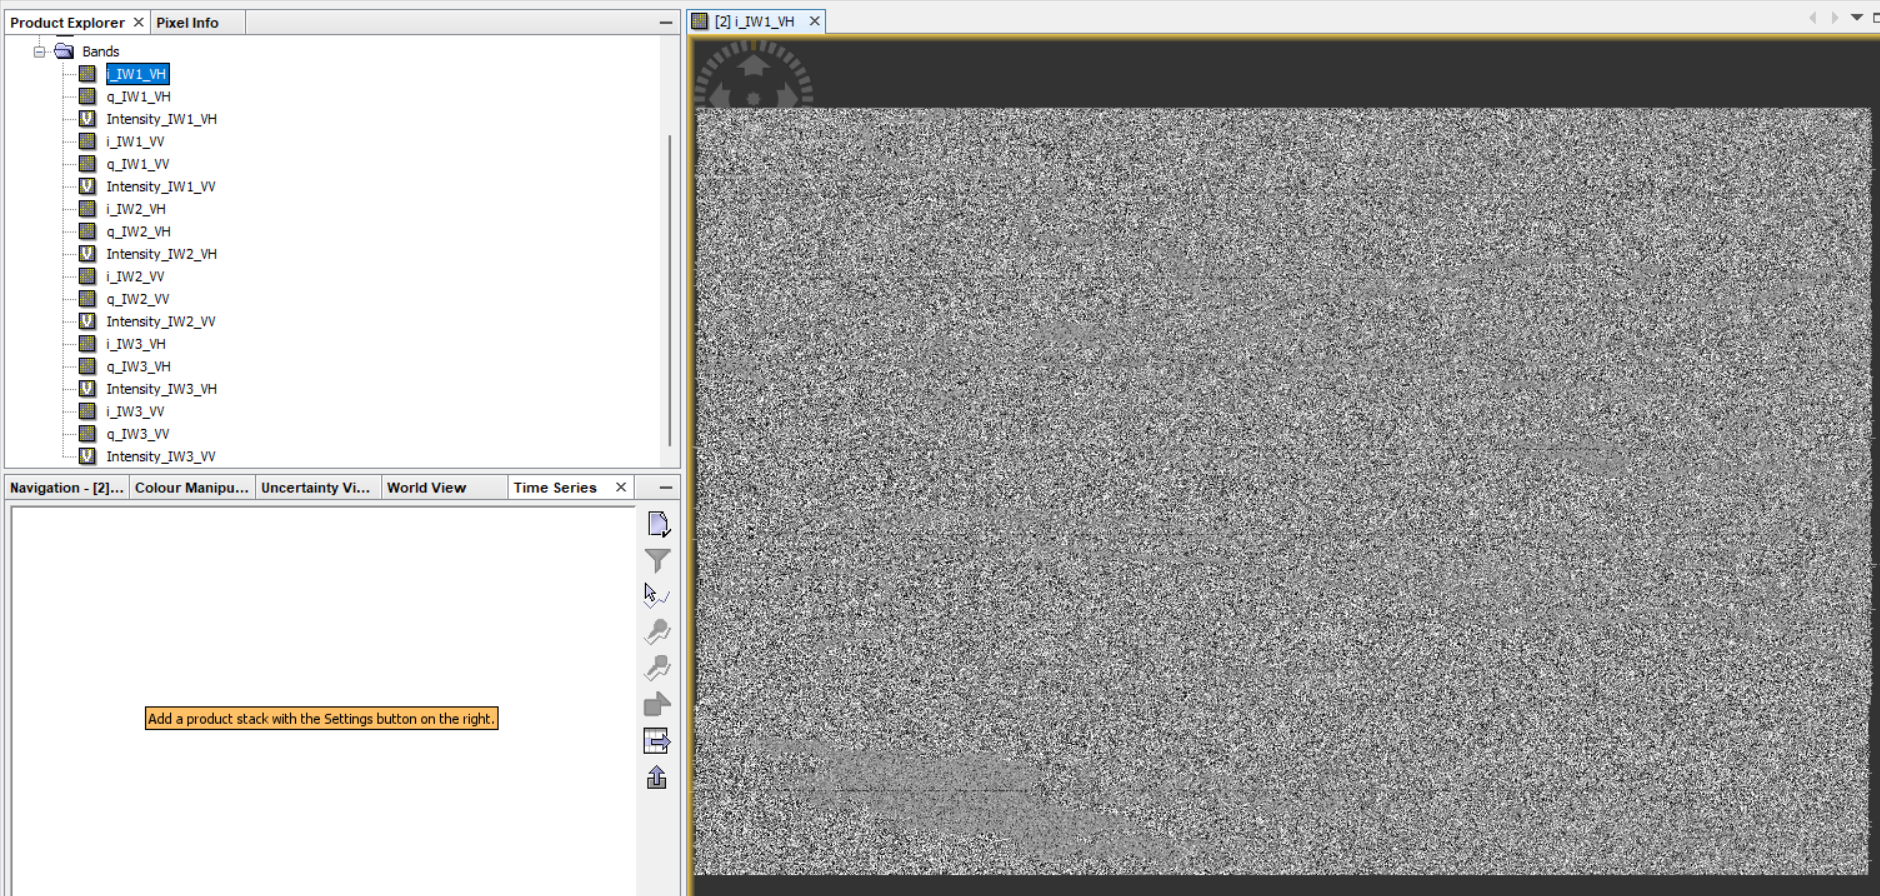 Product Explorer
Pixel Info
[2] i_IW1_VH
Bands
i_IW1_VH
q_IW1_VH
Intensity_IW1_VH
i_IW1_VV
q_IW1_VV
Intensity_IW1_VV
i_IW2_VH
q_IW2_VH
Intensity_IW2_VH
i_IW2_VV
q_IW2_VV
Intensity_IW2_VV
i_IW3_VH
q_IW3_VH
Intensity_IW3_VH
i_IW3_VV
q_IW3_VV
Intensity_IW3_VV
Navigation - [2]...
Colour Manipu...
Uncertainty Vi...
World View
Time Series
Add a product stack with the Settings button on the right.